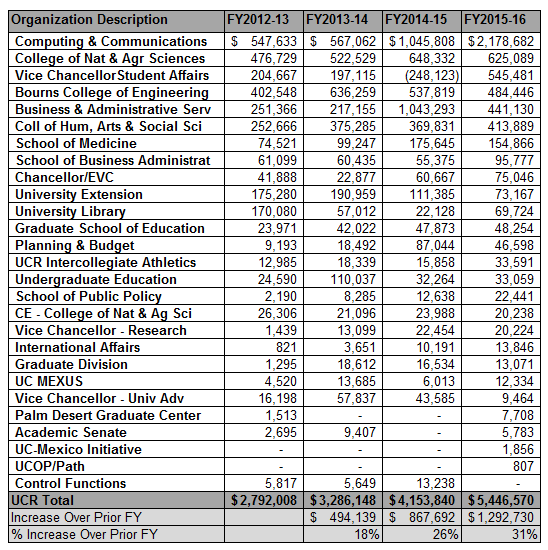 Organization Description FY2012-13 FY2013-14 FY2014-15 FY2015-16
Computing & Communications $ 547,633 $ 567,062 $1,045,808 $2,178,682
College of Nat & Agr Sciences 476,729 522,529 648,332 625,089
Vice ChancellorStudent Affairs 204,667 197,115 (248,123) 545,481
Bourns College of Engineering 402,548 636,259 537,819 484,446
Business & Administrative Serv 251,366 217,155 1,043,293 441,130
Coll of Hum, Arts & Social Sci 252,666 375,285 369,831 413,889
School of Medicine 74,521 99,247 175,645 154,866
School of Business Administrat 61,099 60,435 55,375 95,777
Chancellor/EVC 41,888 22,877 60,667 75,046
University Extension 175,280 190,959 111,385 73,167
University Library 170,080 57,012 22,128 69,724
Graduate School of Education 23,971 42,022 47,873 48,254
Planning & Budget 9,193 18,492 87,044 46,598
UCR Intercollegiate Athletics 12,985 18,339 15,858 33,591
Undergraduate Education 24,590 110,037 32,264 33,059
School of Public Policy 2,190 8,285 12,638 22,441
CE - College of Nat & Ag Sci 26,306 21,096 23,988 20,238
Vice Chancellor - Research 1,439 13,099 22,454 20,224
International Affairs 821 3,651 10,191 13,846
Graduate Division 1,295 18,612 16,534 13,071
UC MEXUS 4,520 13,685 6,013 12,334
Vice Chancellor - Univ Adv 16,198 57,837 43,585 9,464
Palm Desert Graduate Center 1,513 - - 7,708
Academic Senate 2,695 9,407 - 5,783
UC-Mexico Initiative - - - 1,856
UCOP/Path - - - 807
Control Functions 5,817 5,649 13,238 -
UCR Total $2,792,008 $3,286,148 $4,153,840 $5,446,570
Increase Over Prior FY $ 494,139 $ 867,692 $1,292,730
% Increase Over Prior FY 18% 26% 31%